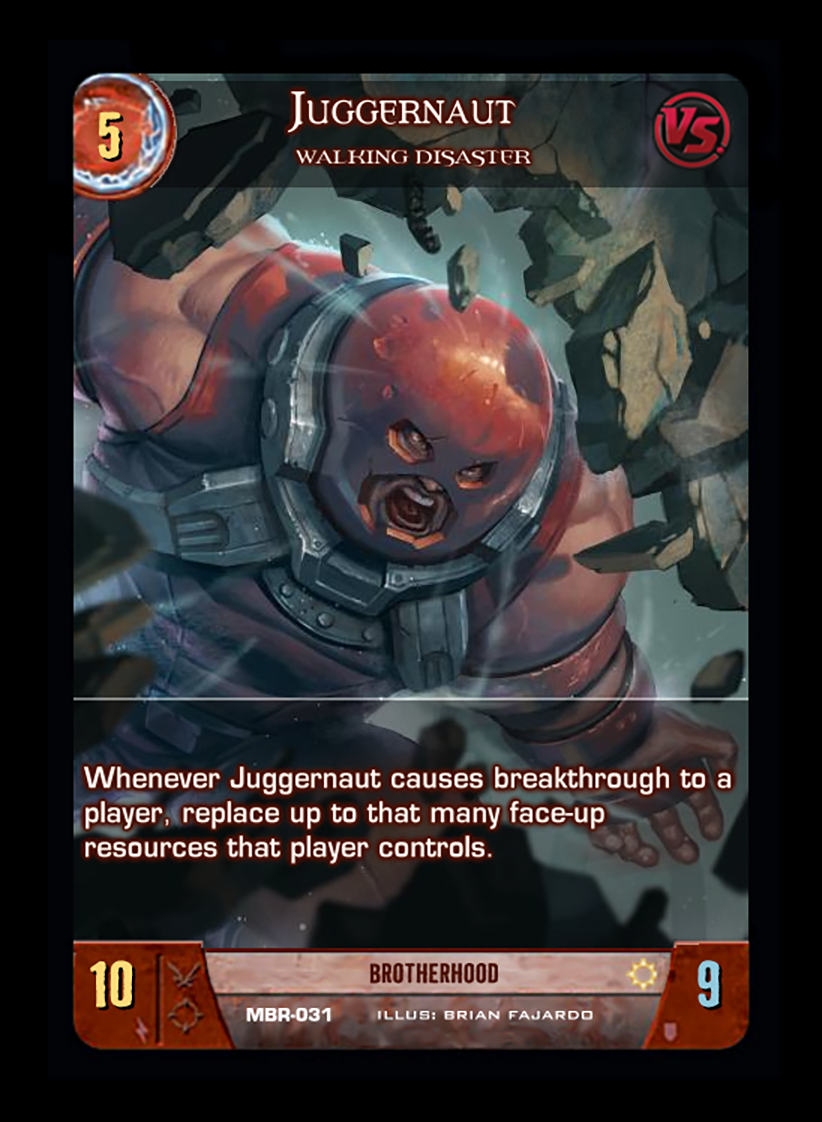 5
Juggernaut
VS.
WALKING DISASTER
Whenever Juggernaut causes breakthrough to a
player, replace up to that many face-up
resources that player controls.
10
BROTHERHOOD
9
MBR-031 ILLUS: BRIAN FAJARDO